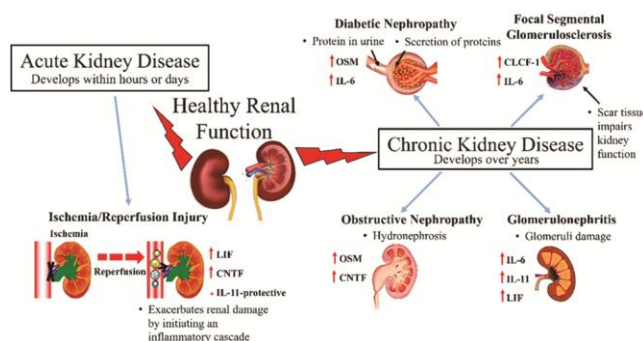 Acute Kidney Disease
Develops within hours or days
Healthy Renal
Function
Diabetic Nephropathy
• Protein in urine
• Secretion of proteins
↑ OSM
↑ IL-6
Focal Segmental
Glomerulosclerosis
↑ CLCF-1
↑ IL-6
• Scar tissue
impairs
kidney
function
Chronic Kidney Disease
Develops over years
Ischemia/Reperfusion Injury
Ischemia
Reperfusion
↑ LIF
↑ CNTF
- IL-11-protective
• Exacerbates renal damage
by initiating an
inflammatory cascade
Obstructive Nephropathy
• Hydronephrosis
↑ OSM
↑ CNTF
Glomerulonephritis
• Glomeruli damage
↑ IL-6
↑ IL-11
↑ LIF